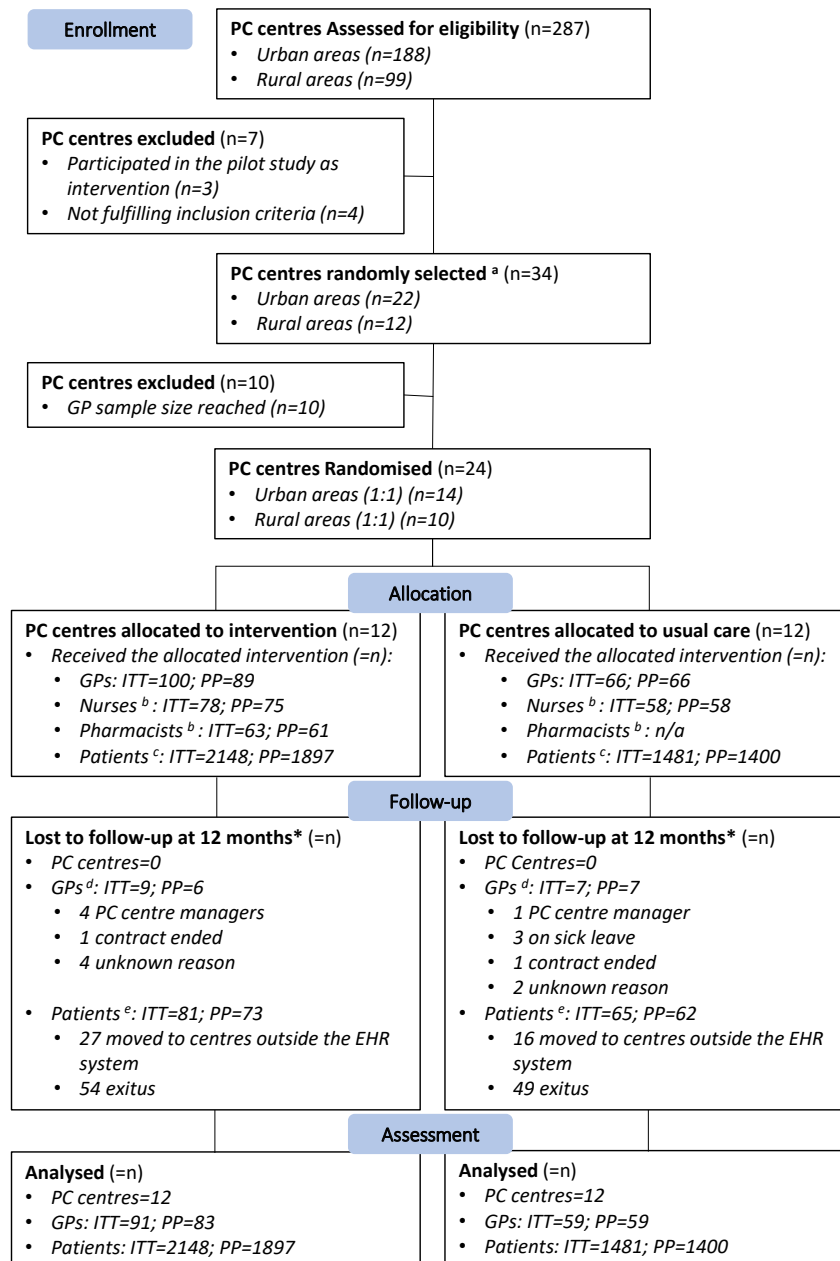 Enrollment
PC centres Assessed for eligibility (n=287)
• Urban areas (n=188)
• Rural areas (n=99)
PC centres excluded (n=7)
• Participated in the pilot study as
intervention (n=3)
• Not fulfilling inclusion criteria (n=4)
PC centres randomly selected ᵃ (n=34)
• Urban areas (n=22)
• Rural areas (n=12)
PC centres excluded (n=10)
• GP sample size reached (n=10)
PC centres Randomised (n=24)
• Urban areas (1:1) (n=14)
• Rural areas (1:1) (n=10)
Allocation
PC centres allocated to intervention (n=12)
• Received the allocated intervention (=n):
• GPs: ITT=100; PP=89
• Nurses ᵇ : ITT=78; PP=75
• Pharmacists ᵇ : ITT=63; PP=61
• Patients ᶜ: ITT=2148; PP=1897
PC centres allocated to usual care (n=12)
• Received the allocated intervention (=n):
• GPs: ITT=66; PP=66
• Nurses ᵇ : ITT=58; PP=58
• Pharmacists ᵇ : n/a
• Patients ᶜ: ITT=1481; PP=1400
Follow-up
Lost to follow-up at 12 months* (=n)
• PC centres=0
• GPs ᵈ: ITT=9; PP=6
• 4 PC centre managers
• 1 contract ended
• 4 unknown reason
• Patients ᵉ: ITT=81; PP=73
• 27 moved to centres outside the EHR
system
• 54 exitus
Lost to follow-up at 12 months* (=n)
• PC Centres=0
• GPs ᵈ: ITT=7; PP=7
• 1 PC centre manager
• 3 on sick leave
• 1 contract ended
• 2 unknown reason
• Patients ᵉ: ITT=65; PP=62
• 16 moved to centres outside the EHR
system
• 49 exitus
Assessment
Analysed (=n)
• PC centres=12
• GPs: ITT=91; PP=83
• Patients: ITT=2148; PP=1897
Analysed (=n)
• PC centres=12
• GPs: ITT=59; PP=59
• Patients: ITT=1481; PP=1400